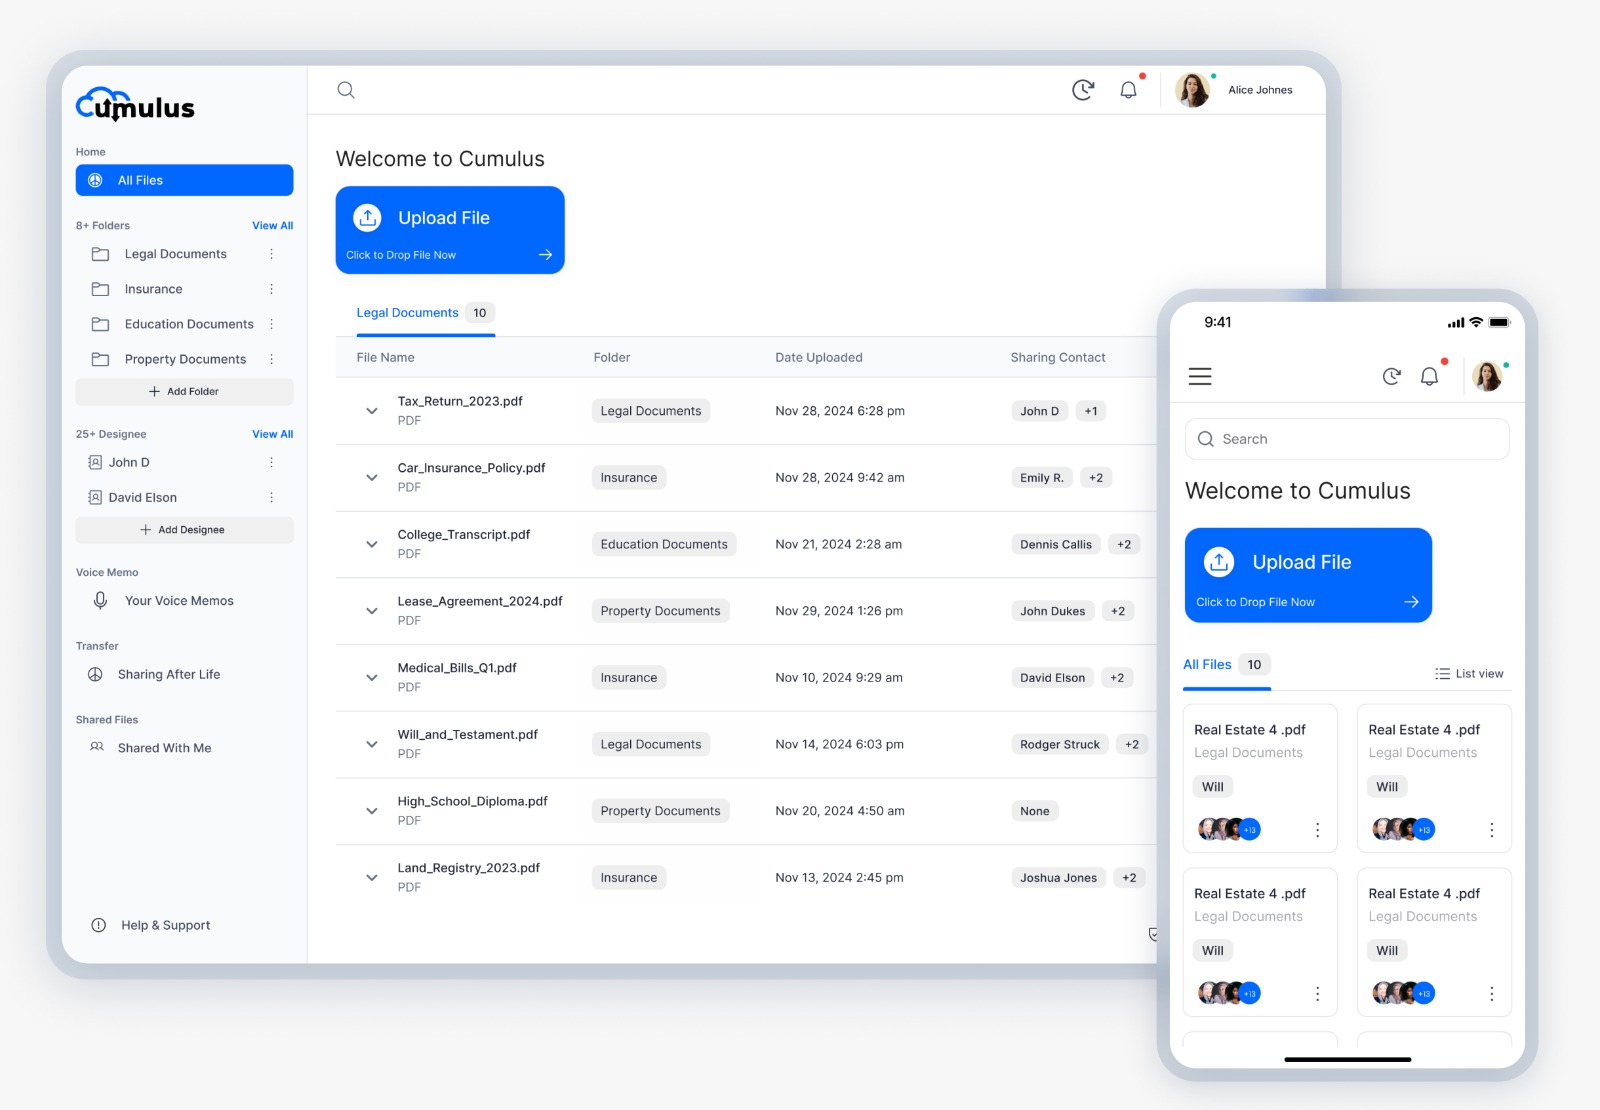 Cumulus
Home
All Files
8+ Folders View All
Legal Documents
Insurance
Education Documents
Property Documents
+ Add Folder
25+ Designee View All
John D
David Elson
+ Add Designee
Voice Memo
Your Voice Memos
Transfer
Sharing After Life
Shared Files
Shared With Me
Help & Support
Alice Johnes
Welcome to Cumulus
Upload File
Click to Drop File Now
Legal Documents 10
File Name Folder Date Uploaded Sharing Contact
Tax_Return_2023.pdf
PDF
Legal Documents Nov 28, 2024 6:28 pm John D +1
Car_Insurance_Policy.pdf
PDF
Insurance Nov 28, 2024 9:42 am Emily R. +2
College_Transcript.pdf
PDF
Education Documents Nov 21, 2024 2:28 am Dennis Callis +2
Lease_Agreement_2024.pdf
PDF
Property Documents Nov 29, 2024 1:26 pm John Dukes +2
Medical_Bills_Q1.pdf
PDF
Insurance Nov 10, 2024 9:29 am David Elson +2
Will_and_Testament.pdf
PDF
Legal Documents Nov 14, 2024 6:03 pm Rodger Struck +2
High_School_Diploma.pdf
PDF
Property Documents Nov 20, 2024 4:50 am None
Land_Registry_2023.pdf
PDF
Insurance Nov 13, 2024 2:45 pm Joshua Jones +2
9:41
Search
Welcome to Cumulus
Upload File
Click to Drop File Now
All Files 10 List view
Real Estate 4 .pdf
Legal Documents
Will
+13
Real Estate 4 .pdf
Legal Documents
Will
+13
Real Estate 4 .pdf
Legal Documents
Will
+13
Real Estate 4 .pdf
Legal Documents
Will
+13